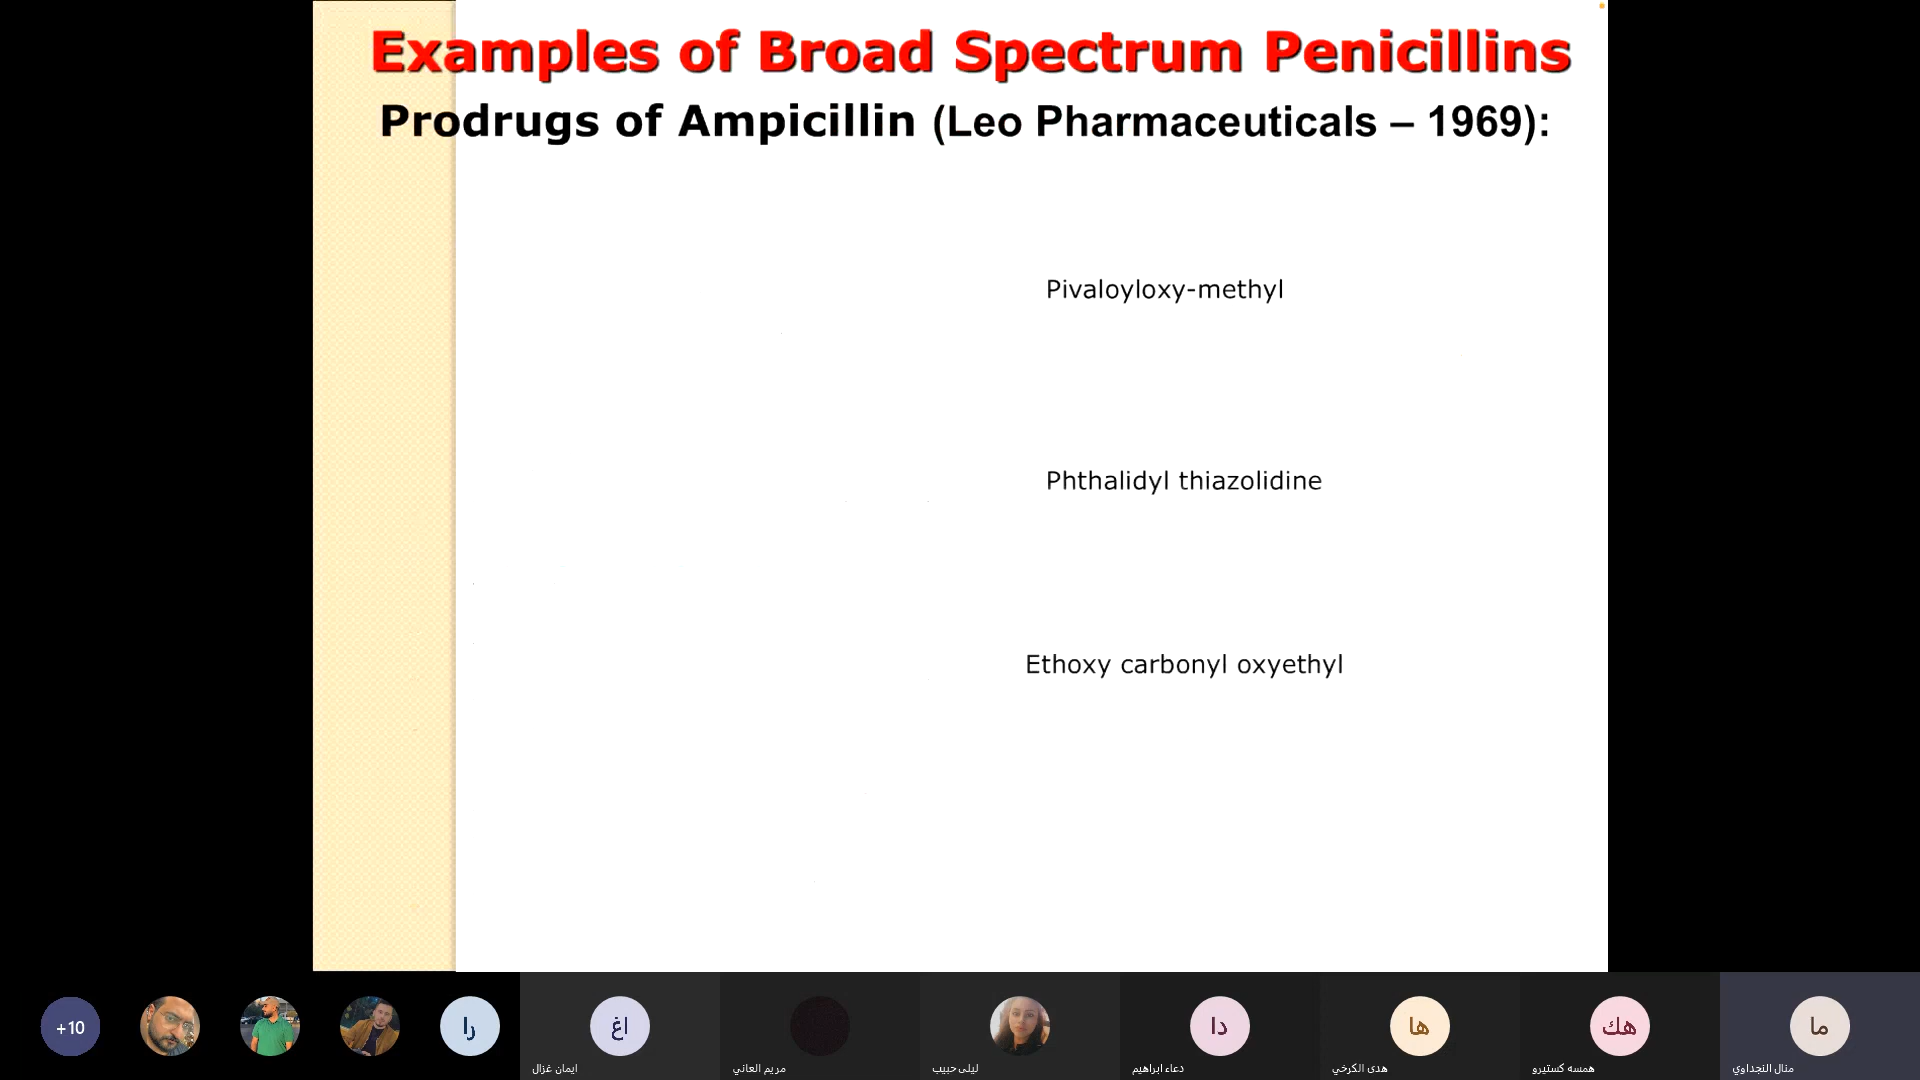 Examples of Broad Spectrum Penicillins
Prodrugs of Ampicillin (Leo Pharmaceuticals – 1969):
Pivaloyloxy-methyl
Phthalidyl thiazolidine
Ethoxy carbonyl oxyethyl
+10
را
اغ
دا
ها
هك
ما
ايمان غزال
مريم العاني
ليلى حبيب
دعاء ابراهيم
هدى الكرخي
همسه كستيرو
منال النجداوي